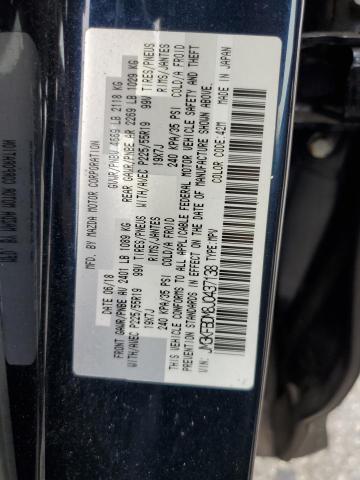 MFD. BY MAZDA MOTOR CORPORATION MADE IN JAPAN
DATE: 06/18 GVWR/PNBV 4669 LB 2118 KG
FRONT GAWR/PNBE AV 2401 LB 1089 KG REAR GAWR/PNBE AR 2269 LB 1029 KG
WITH/AVEC P225/55R19 99V TIRES/PNEUS WITH/AVEC P225/55R19 99V TIRES/PNEUS
19X7J RIMS/JANTES 19X7J RIMS/JANTES
240 KPA/35 PSI COLD/A FROID 240 KPA/35 PSI COLD/A FROID
THIS VEHICLE CONFORMS TO ALL APPLICABLE FEDERAL MOTOR VEHICLE SAFETY AND THEFT
PREVENTION STANDARDS IN EFFECT ON THE DATE OF MANUFACTURE SHOWN ABOVE.
VIN: JM3KFBDM8J0437138 TYPE: MPV COLOR CODE: 42M